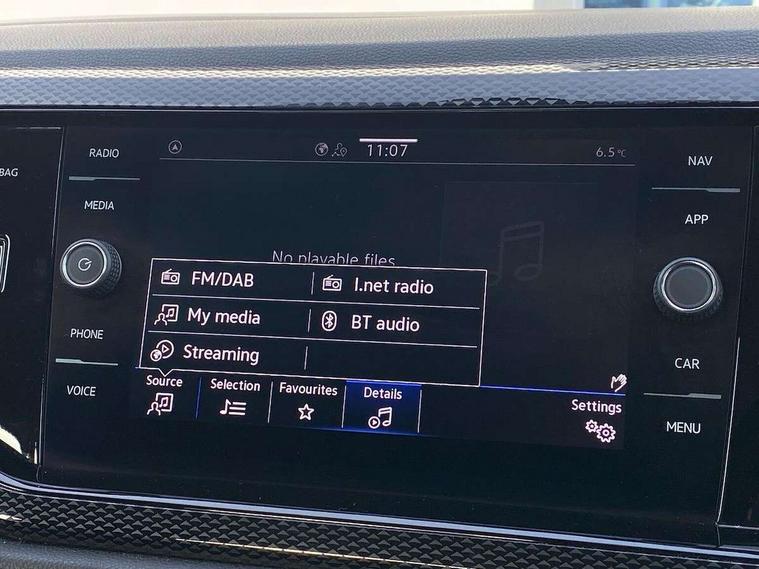 BAG
RADIO
MEDIA
PHONE
VOICE
11:07
6.5°C
No playable files.
FM/DAB
I.net radio
My media
BT audio
Streaming
Source
Selection
Favourites
Details
Settings
NAV
APP
CAR
MENU